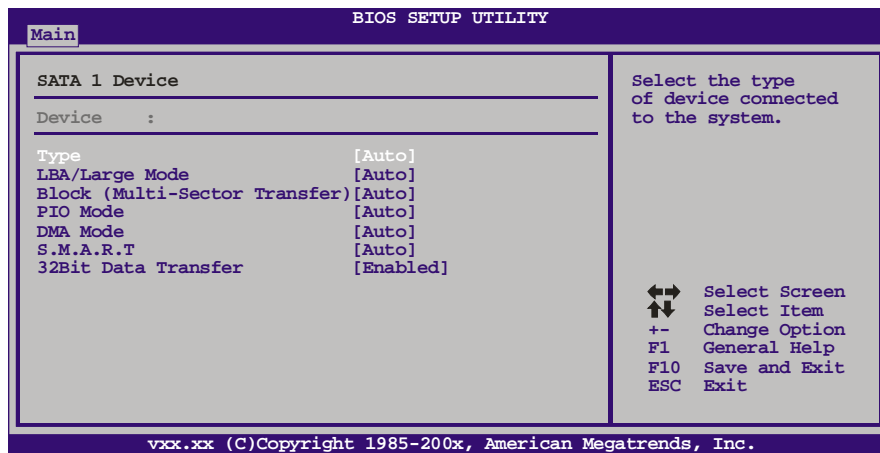 BIOS SETUP UTILITY
Main
SATA 1 Device
Device :
Type [Auto]
LBA/Large Mode [Auto]
Block (Multi-Sector Transfer)[Auto]
PIO Mode [Auto]
DMA Mode [Auto]
S.M.A.R.T [Auto]
32Bit Data Transfer [Enabled]
Select the type
of device connected
to the system.
Select Screen
Select Item
+- Change Option
F1 General Help
F10 Save and Exit
ESC Exit
vxx.xx (C)Copyright 1985-200x, American Megatrends, Inc.